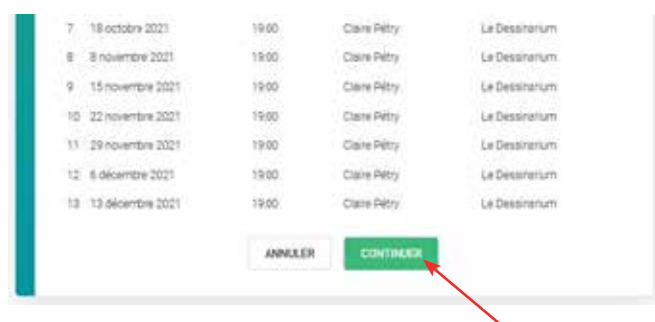 7 18 octobre 2021 19:00 Claire Pétry Le Dessinarium
8 8 novembre 2021 19:00 Claire Pétry Le Dessinarium
9 15 novembre 2021 19:00 Claire Pétry Le Dessinarium
10 22 novembre 2021 19:00 Claire Pétry Le Dessinarium
11 29 novembre 2021 19:00 Claire Pétry Le Dessinarium
12 6 décembre 2021 19:00 Claire Pétry Le Dessinarium
13 13 décembre 2021 19:00 Claire Pétry Le Dessinarium
ANNULER CONTINUER